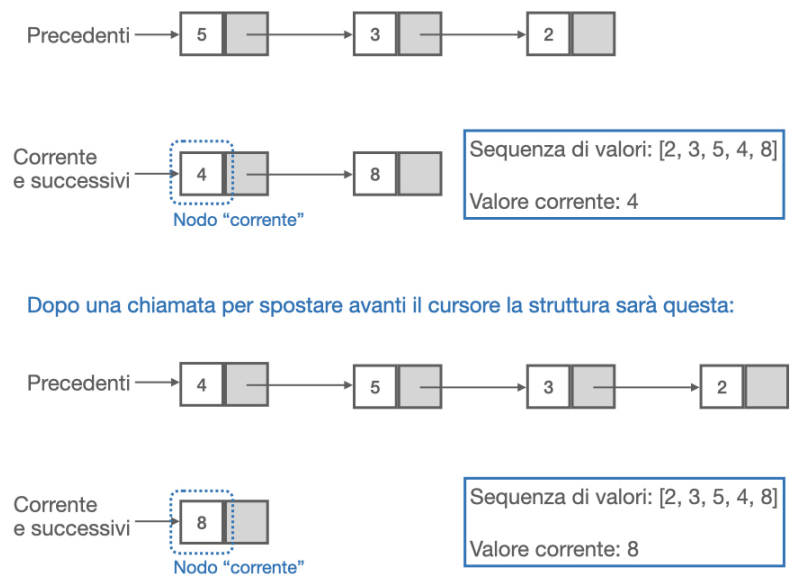 Precedenti
5
3
2
Corrente
e successivi
4
8
Nodo “corrente”
Sequenza di valori: [2, 3, 5, 4, 8]
Valore corrente: 4
Dopo una chiamata per spostare avanti il cursore la struttura sarà questa:
Precedenti
4
5
3
2
Corrente
e successivi
8
Nodo “corrente”
Sequenza di valori: [2, 3, 5, 4, 8]
Valore corrente: 8